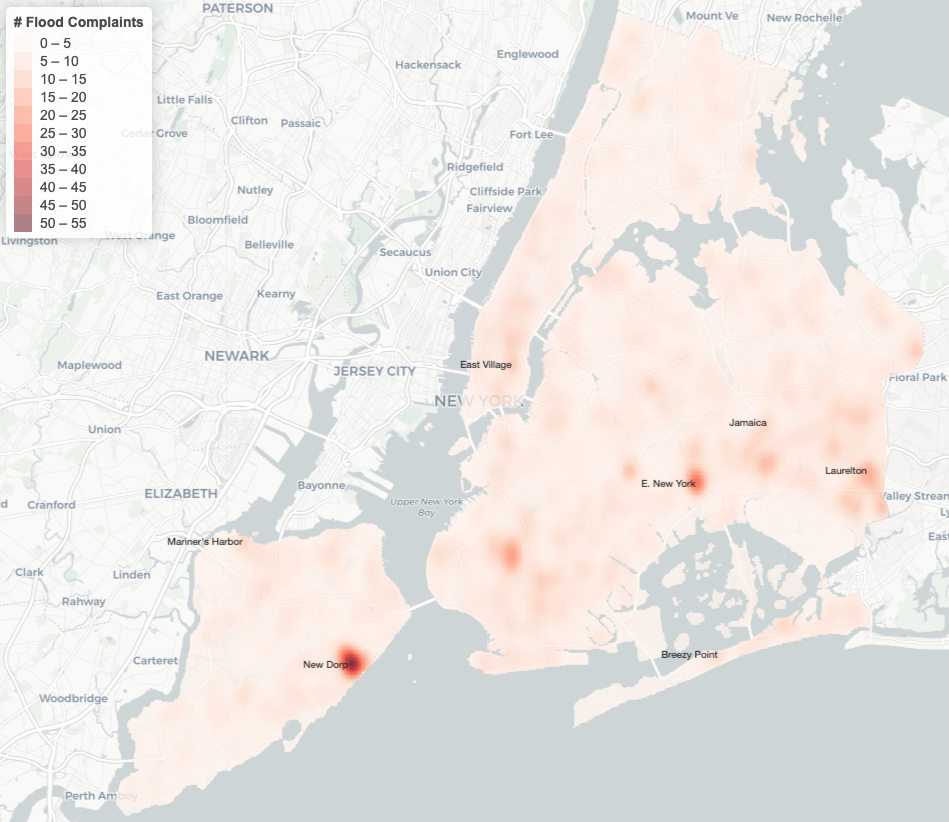 PATERSON
Mount Ve
New Rochelle
# Flood Complaints
0 – 5
5 – 10
10 – 15
15 – 20
20 – 25
25 – 30
30 – 35
35 – 40
40 – 45
45 – 50
50 – 55
Englewood
Hackensack
Little Falls
Clifton
Passaic
Cedar Grove
Fort Lee
Ridgefield
Nutley
Cliffside Park
Fairview
Bloomfield
West Orange
Livingston
Belleville
Secaucus
Union City
East Orange
Kearny
NEWARK
Maplewood
JERSEY CITY
East Village
Floral Park
NEW YORK
Union
Jamaica
Laurelton
E. New York
Bayonne
ELIZABETH
Cranford
d
Upper New York
Bay
Valley Strean
Ly
East
Mariner's Harbor
Clark
Linden
Rahway
Carteret
New Dorp
Breezy Point
Woodbridge
Perth Amboy